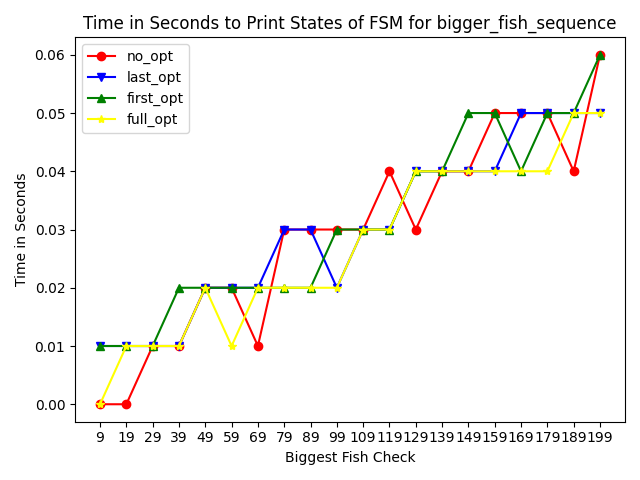 Time in Seconds to Print States of FSM for bigger_fish_sequence
no_opt
last_opt
first_opt
full_opt
0.06
0.05
0.04
0.03
0.02
0.01
0.00
Time in Seconds
9 19 29 39 49 59 69 79 89 99 109 119 129 139 149 159 169 179 189 199
Biggest Fish Check